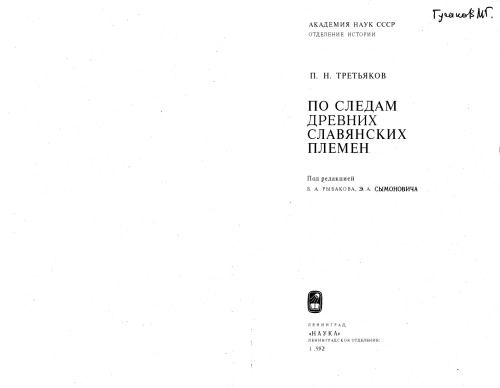 Гусаков М.Г.
АКАДЕМИЯ НАУК СССР
ОТДЕЛЕНИЕ ИСТОРИИ
П. Н. ТРЕТЬЯКОВ
ПО СЛЕДАМ
ДРЕВНИХ
СЛАВЯНСКИХ
ПЛЕМЕН
Под редакцией
Б. А. РЫБАКОВА, Э. А. СЫМОНОВИЧА
ЛЕНИНГРАД
«НАУКА»
ЛЕНИНГРАДСКОЕ ОТДЕЛЕНИЕ
1982